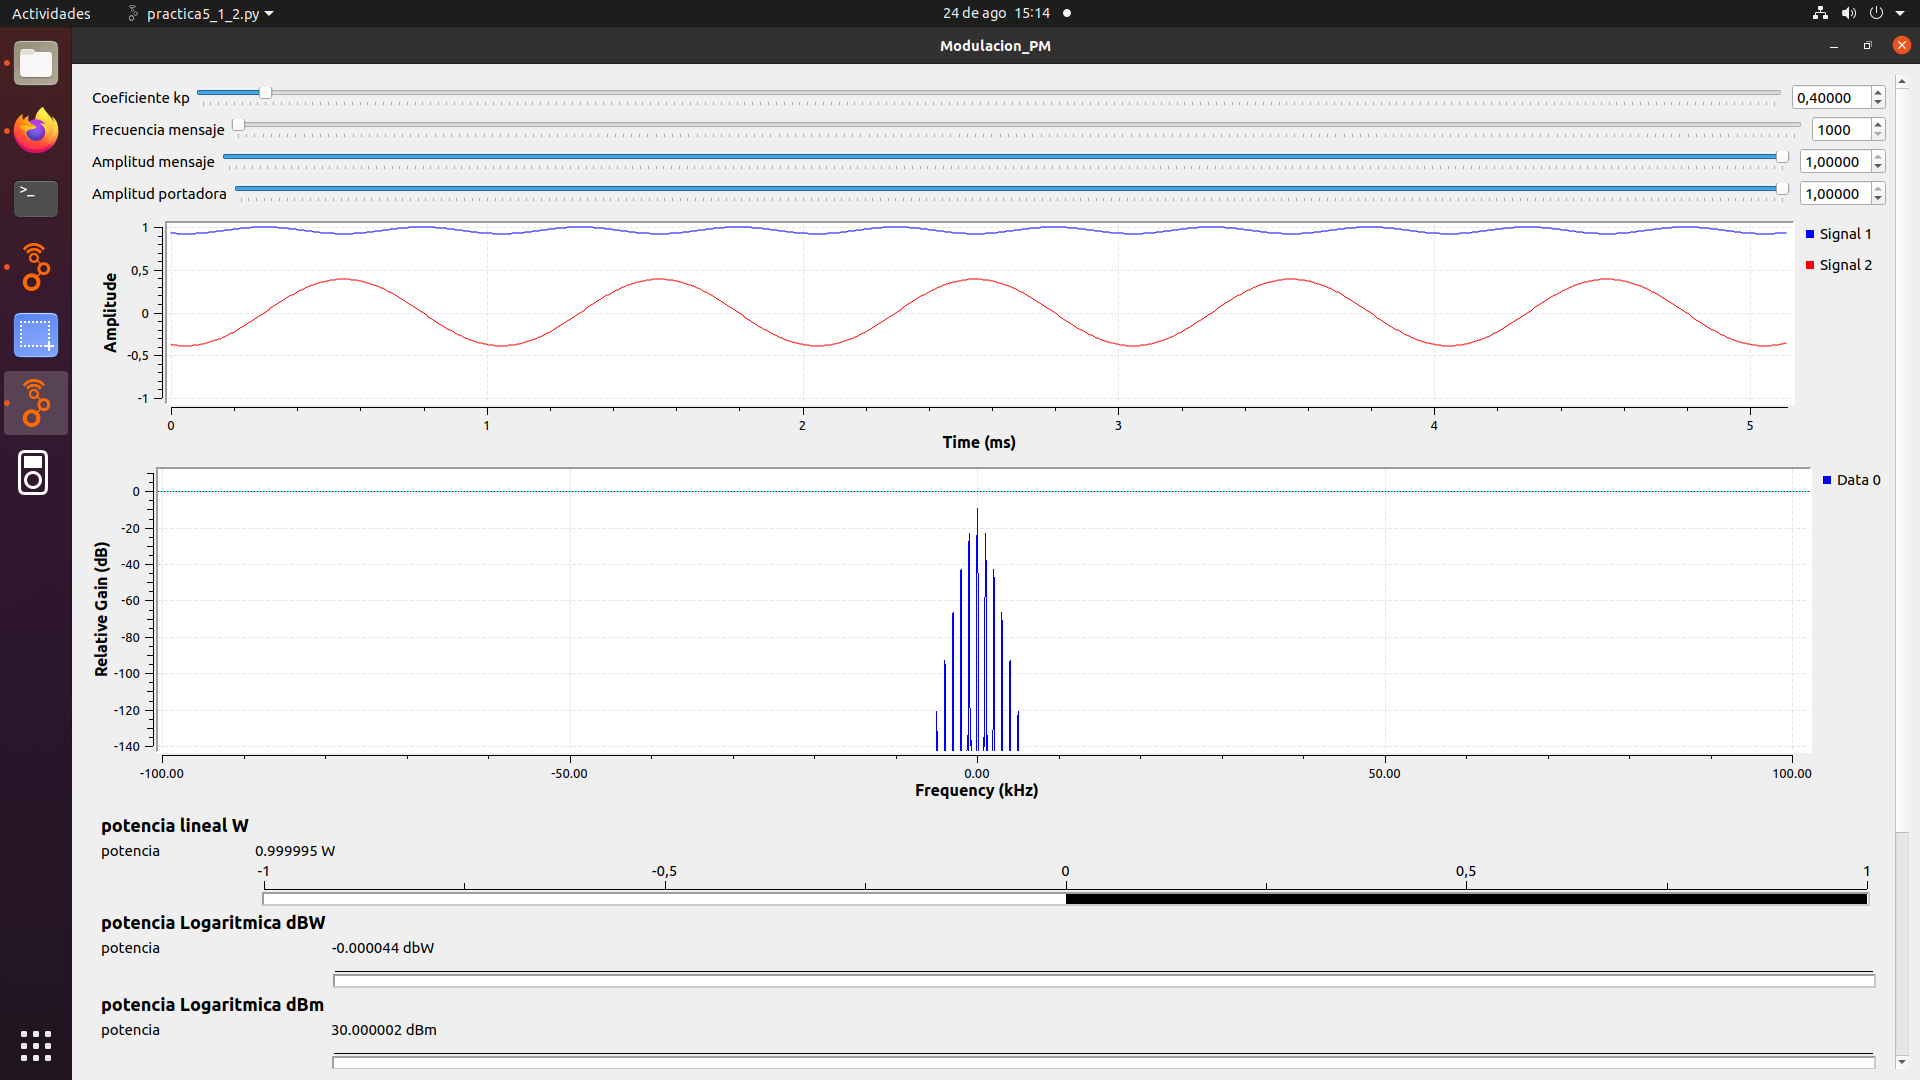 Actividades
practica5_1_2.py
24 de ago 15:14
Modulacion_PM
Coeficiente kp
0,40000
Frecuencia mensaje
1000
Amplitud mensaje
1,00000
Amplitud portadora
1,00000
1
0,5
0
-0,5
-1
Amplitude
Signal 1
Signal 2
0 1 2 3 4 5
Time (ms)
0
-20
-40
-60
-80
-100
-120
-140
Relative Gain (dB)
Data 0
-100.00 -50.00 0.00 50.00 100.00
Frequency (kHz)
potencia lineal W
potencia 0.999995 W
-1 -0,5 0 0,5 1
potencia Logaritmica dBW
potencia -0.000044 dbW
potencia Logaritmica dBm
potencia 30.000002 dBm